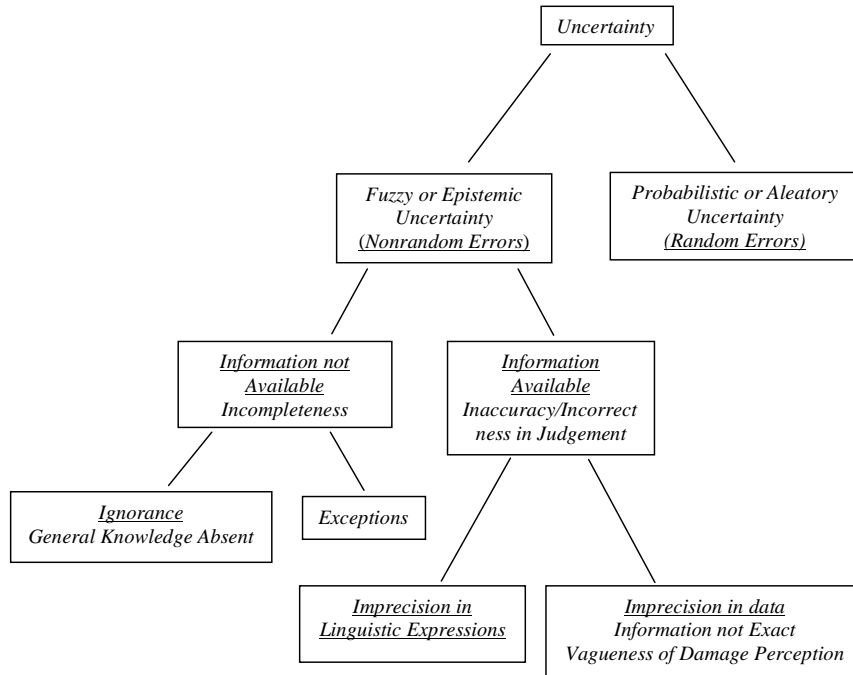 Uncertainty
Fuzzy or Epistemic
Uncertainty
(Nonrandom Errors)
Probabilistic or Aleatory
Uncertainty
(Random Errors)
Information not
Available
Incompleteness
Information
Available
Inaccuracy/Incorrect
ness in Judgement
Ignorance
General Knowledge Absent
Exceptions
Imprecision in
Linguistic Expressions
Imprecision in data
Information not Exact
Vagueness of Damage Perception